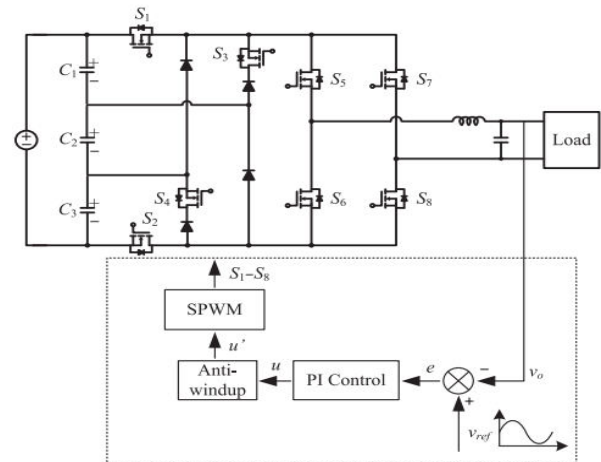 S1
S3
C1
+
−
S5
S7
C2
+
−
Load
C3
+
−
S4
S2
S6
S8
S1–S8
SPWM
u'
Anti-
windup
u
PI Control
e
−
vo
+
vref